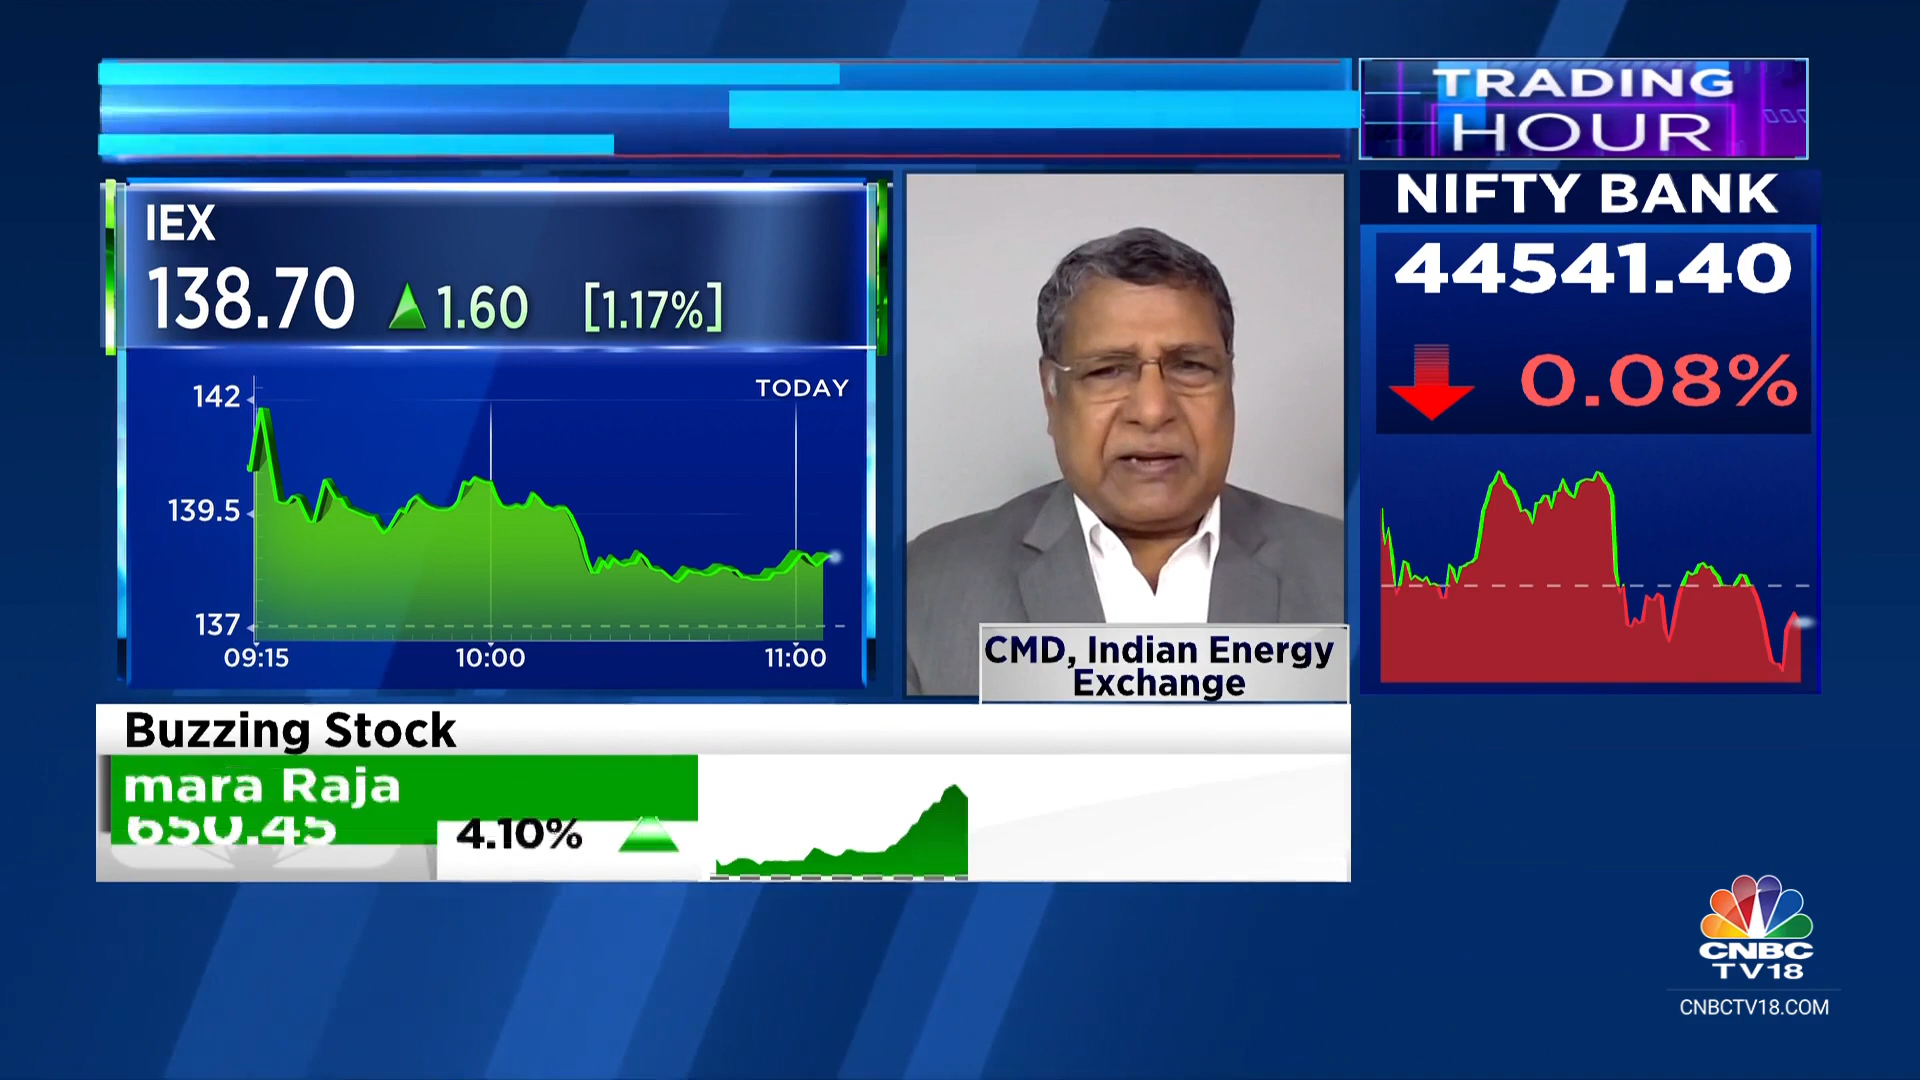 TRADING
HOUR
IEX
138.70 1.60 [1.17%]
TODAY
142
139.5
137
09:15 10:00 11:00
CMD, Indian Energy
Exchange
NIFTY BANK
44541.40
0.08%
Buzzing Stock
mara Raja
650.45
4.10%
CNBC
TV18
CNBCTV18.COM